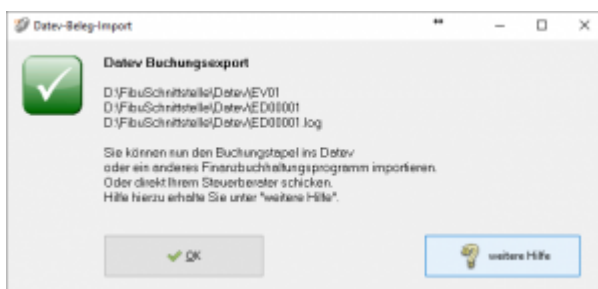 Datev-Beleg-Import
Datev Buchungsexport
D:\FibuSchnittstelle\Datev\EV01
D:\FibuSchnittstelle\Datev\ED00001
D:\FibuSchnittstelle\Datev\ED00001.log
Sie können nun den Buchungstapel ins Datev
oder ein anderes Finanzbuchhaltungsprogramm importieren.
Oder direkt Ihrem Steuerberater schicken.
Hilfe hierzu erhalte Sie unter "weitere Hilfe".
OK
weitere Hilfe